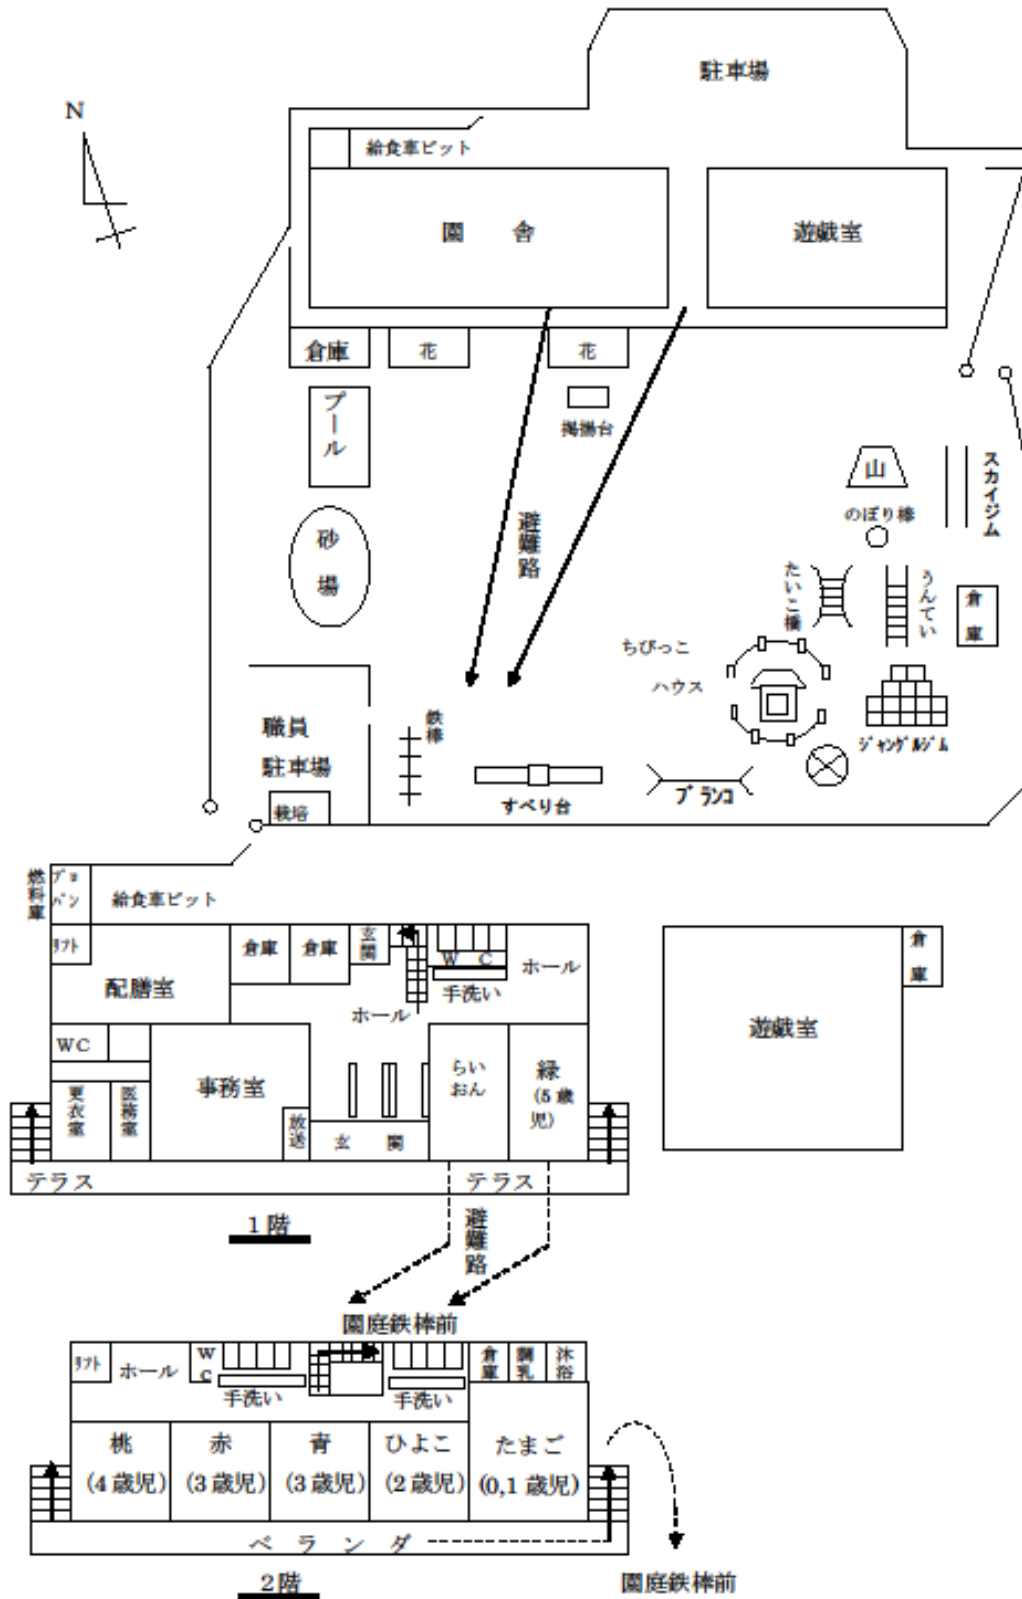 駐車場
N
給食車ピット
園 舎
遊戯室
倉庫
花
花
プール
掲揚台
山
スカイジム
のぼり棒
砂場
避難路
たいこ橋
うんてい
倉庫
ちびっこ
ハウス
職員
駐車場
鉄棒
ジャングルジム
すべり台
ブランコ
栽培
燃料庫
プロパン
給食車ピット
リフト
倉庫
倉庫
玄関
WC
ホール
倉庫
配膳室
手洗い
ホール
遊戯室
WC
事務室
らいおん
緑
(5歳児)
更衣室
医務室
放送
玄 関
テラス
テラス
1階
避難路
園庭鉄棒前
リフト
ホール
WC
倉庫
調乳
沐浴
手洗い
手洗い
桃
(4歳児)
赤
(3歳児)
青
(3歳児)
ひよこ
(2歳児)
たまご
(0,1歳児)
ベランダ
2階
園庭鉄棒前